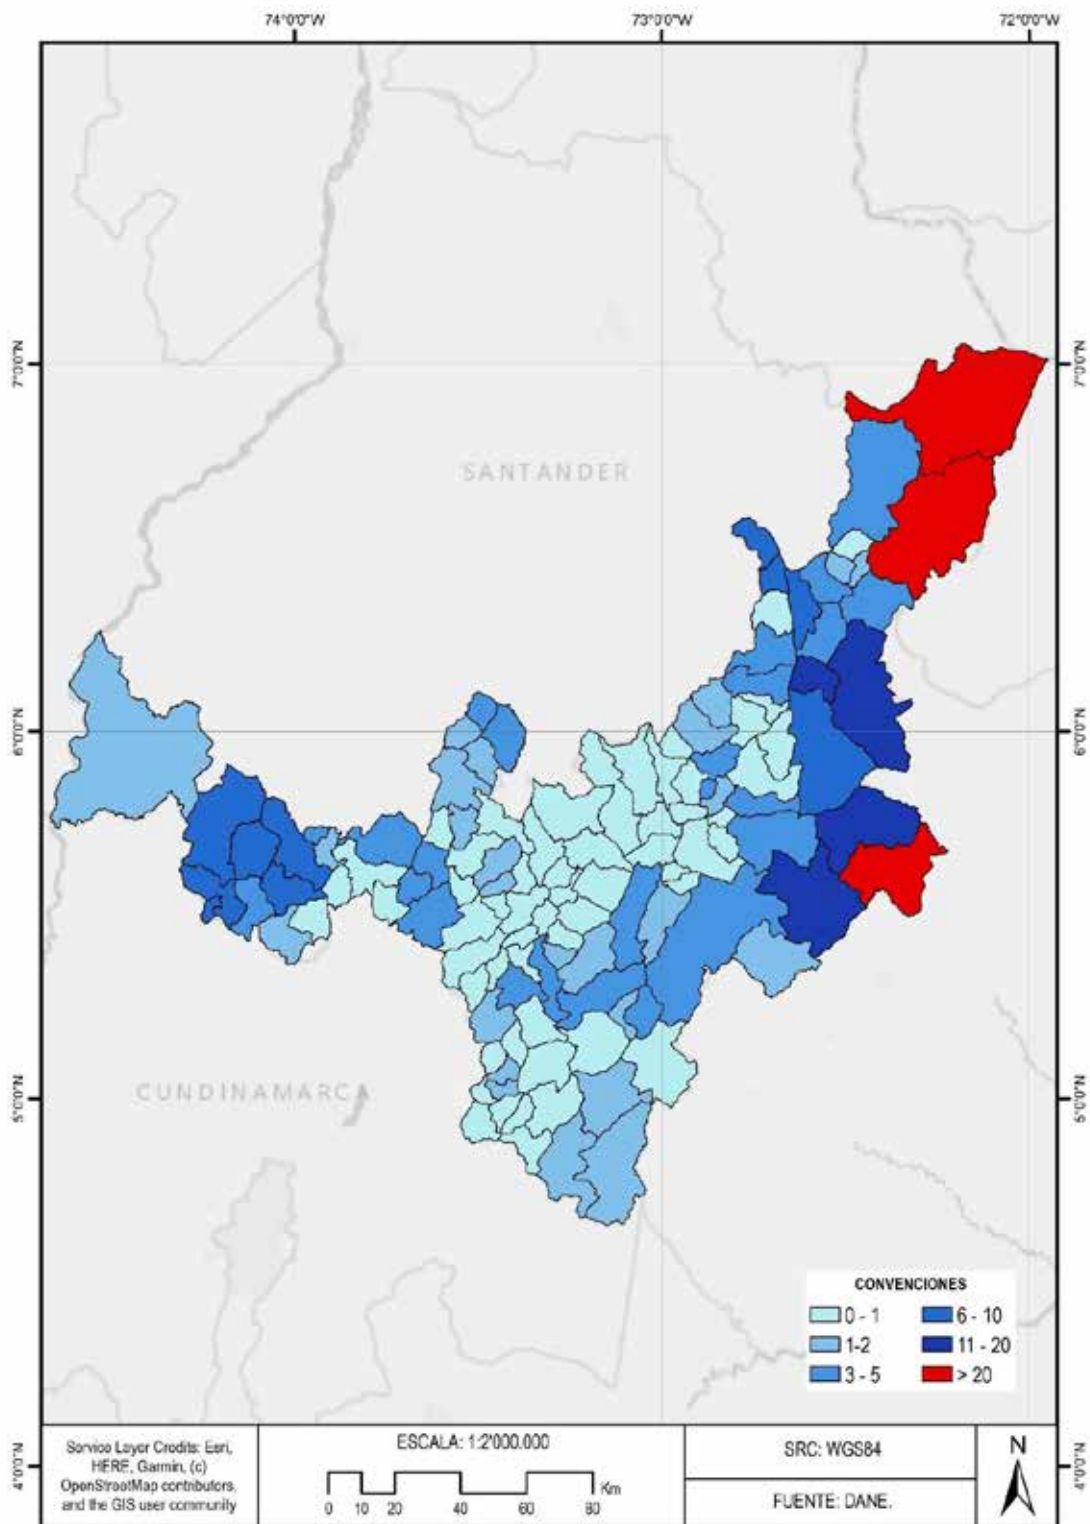 74°0'0"W
73°0'0"W
72°0'0"W
7°0'0"N
7°0'0"N
SANTANDER
6°0'0"N
6°0'0"N
5°0'0"N
5°0'0"N
CUNDINAMARCA
CONVENCIONES
0 - 1
6 - 10
1-2
11 - 20
3 - 5
> 20
4°0'0"N
4°0'0"N
Service Layer Credits: Esri,
HERE, Garmin, (c)
OpenStreetMap contributors,
and the GIS user community
ESCALA: 1:2'000.000
Km
0 10 20 40 60 80
SRC: WGS84
FUENTE: DANE.
N